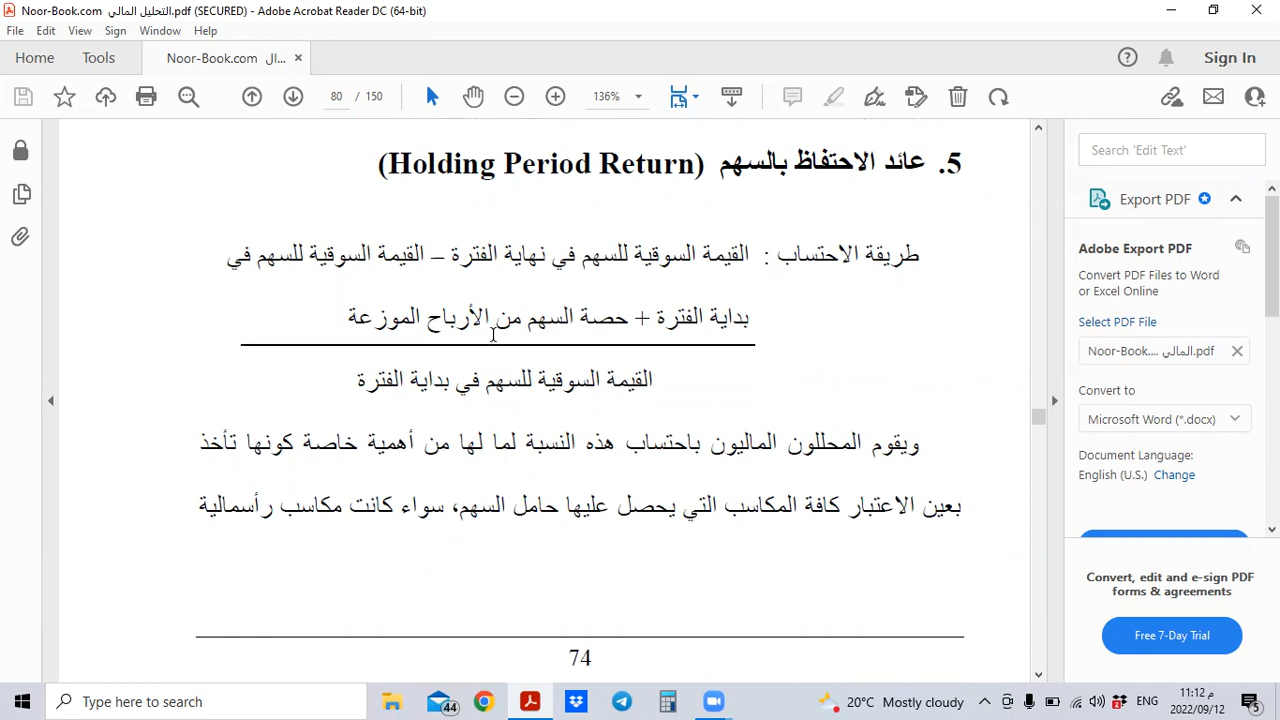 Noor-Book.com التحليل المالي.pdf (SECURED) - Adobe Acrobat Reader DC (64-bit)
File Edit View Sign Window Help
Home Tools Noor-Book.com ال... × Sign In
80 / 150 136%
5. عائد الاحتفاظ بالسهم (Holding Period Return)
طريقة الاحتساب : القيمة السوقية للسهم في نهاية الفترة – القيمة السوقية للسهم في
بداية الفترة + حصة السهم من الأرباح الموزعة
القيمة السوقية للسهم في بداية الفترة
ويقوم المحللون الماليون باحتساب هذه النسبة لما لها من أهمية خاصة كونها تأخذ
بعين الاعتبار كافة المكاسب التي يحصل عليها حامل السهم، سواء كانت مكاسب رأسمالية
74
Search 'Edit Text'
Export PDF
Adobe Export PDF
Convert PDF Files to Word
or Excel Online
Select PDF File
Noor-Book.... المالي.pdf
Convert to
Microsoft Word (*.docx)
Document Language:
English (U.S.) Change
Convert, edit and e-sign PDF
forms & agreements
Free 7-Day Trial
Type here to search
44
20°C Mostly cloudy
ENG
11:12 م
2022/09/12
5